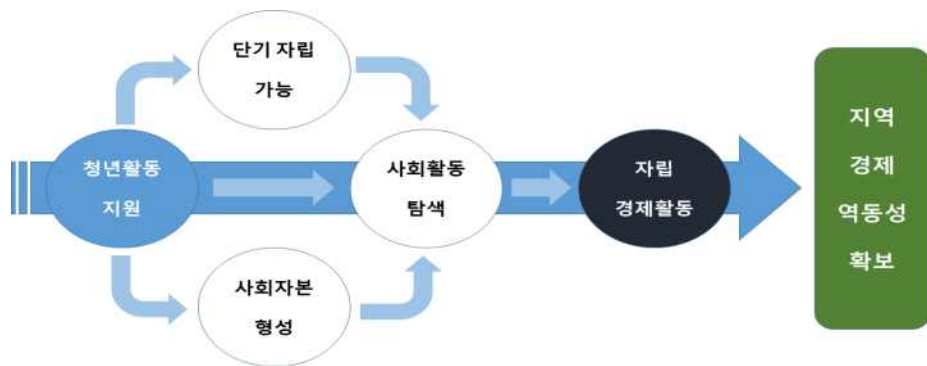 단기 자립
가능
청년활동
지원
사회활동
탐색
자립
경제활동
사회자본
형성
지역
경제
역동성
확보